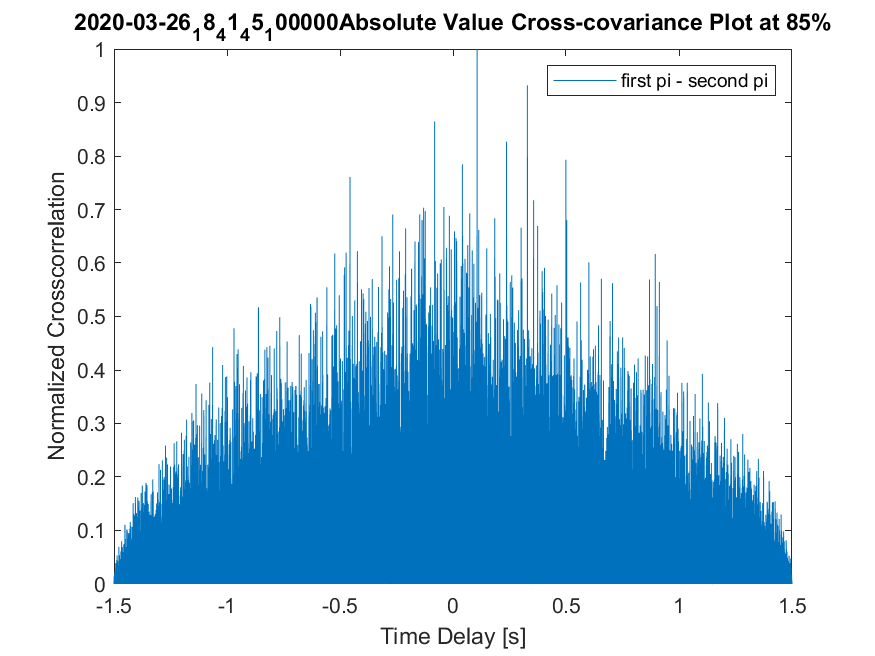 2020-03-26₁8₄1₄5₁00000Absolute Value Cross-covariance Plot at 85%
first pi - second pi
1
0.9
0.8
0.7
0.6
0.5
0.4
0.3
0.2
0.1
0
Normalized Crosscorrelation
-1.5 -1 -0.5 0 0.5 1 1.5
Time Delay [s]